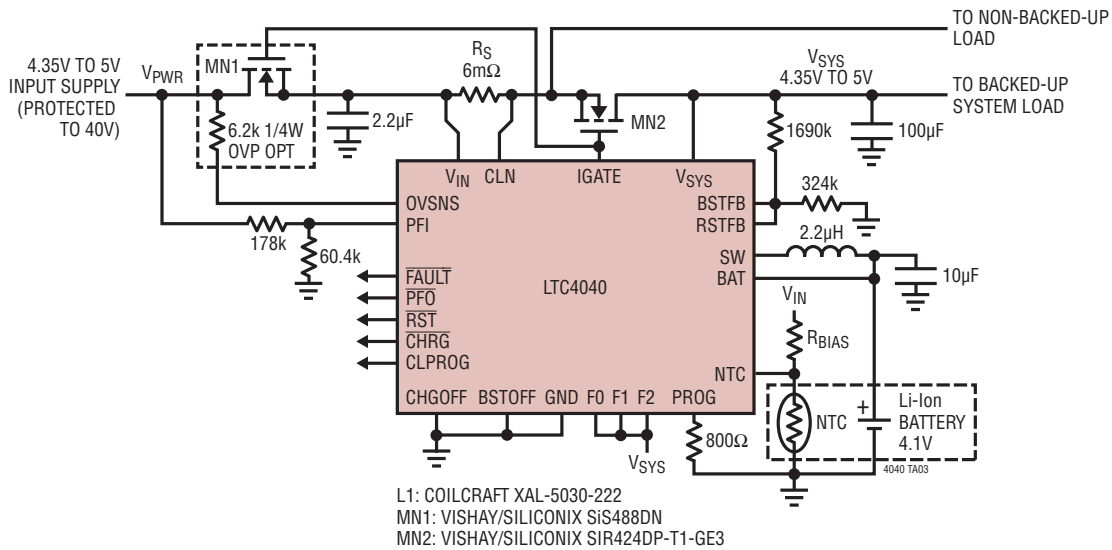 TO NON-BACKED-UP
LOAD
4.35V TO 5V
INPUT SUPPLY
(PROTECTED
TO 40V)
VPWR
MN1
RS
6mΩ
VSYS
4.35V TO 5V
TO BACKED-UP
SYSTEM LOAD
6.2k 1/4W
OVP OPT
2.2µF
MN2
1690k
100µF
VIN
CLN
IGATE
VSYS
OVSNS
PFI
BSTFB
RSTFB
324k
178k
60.4k
2.2µH
SW
BAT
10µF
LTC4040
FAULT
PFO
RST
CHRG
CLPROG
VIN
RBIAS
NTC
CHGOFF
BSTOFF
GND
F0
F1
F2
PROG
800Ω
VSYS
NTC
+
Li-Ion
BATTERY
4.1V
4040 TA03
L1: COILCRAFT XAL-5030-222
MN1: VISHAY/SILICONIX SiS488DN
MN2: VISHAY/SILICONIX SIR424DP-T1-GE3